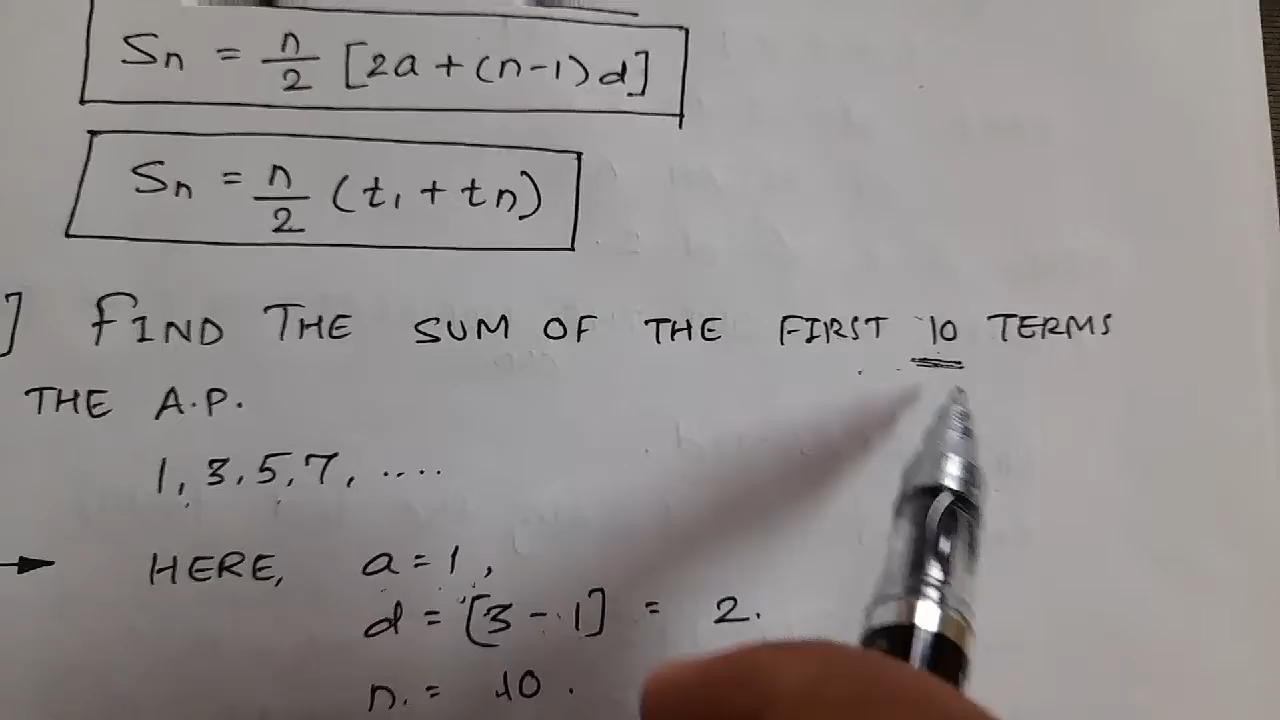 Sn = n/2 [2a + (n-1)d]
Sn = n/2 (t1 + tn)
] FIND THE SUM OF THE FIRST 10 TERMS
THE A.P.
1, 3, 5, 7, ....
HERE, a = 1,
d = [3 - 1] = 2.
n. = 10.